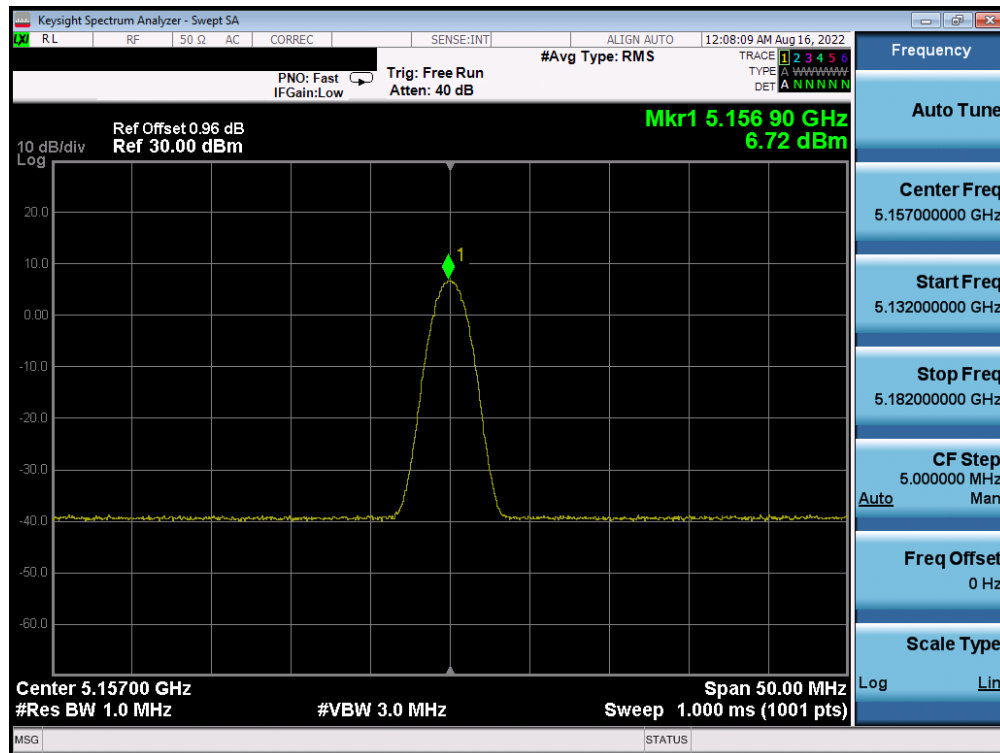 Keysight Spectrum Analyzer - Swept SA
LXI RL RF 50 Ω AC CORREC SENSE:INT ALIGN AUTO 12:08:09 AM Aug 16, 2022
#Avg Type: RMS
TRACE 1 2 3 4 5 6
TYPE A WWWWW
DET A N N N N N
PNO: Fast
IFGain:Low
Trig: Free Run
Atten: 40 dB
Mkr1 5.156 90 GHz
6.72 dBm
Ref Offset 0.96 dB
Ref 30.00 dBm
10 dB/div
Log
1
20.0
10.0
0.00
-10.0
-20.0
-30.0
-40.0
-50.0
-60.0
Center 5.15700 GHz
Span 50.00 MHz
#Res BW 1.0 MHz
#VBW 3.0 MHz
Sweep 1.000 ms (1001 pts)
MSG
STATUS
Frequency
Auto Tune
Center Freq
5.157000000 GHz
Start Freq
5.132000000 GHz
Stop Freq
5.182000000 GHz
CF Step
5.000000 MHz
Auto Man
Freq Offset
0 Hz
Scale Type
Log Lin